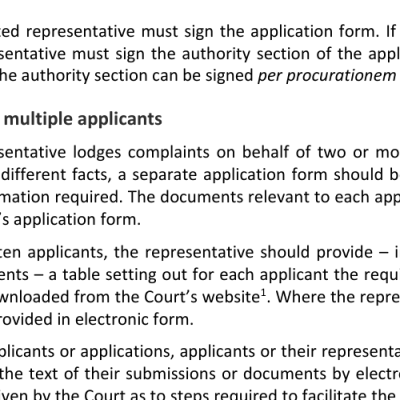 ed representative must sign the application form. If
sentative must sign the authority section of the appl
he authority section can be signed per procurationem
multiple applicants
sentative lodges complaints on behalf of two or mo
different facts, a separate application form should b
mation required. The documents relevant to each app
's application form.
ten applicants, the representative should provide – i
ents – a table setting out for each applicant the requi
wnloaded from the Court's website¹. Where the repre
rovided in electronic form.
plicants or applications, applicants or their representa
the text of their submissions or documents by electr
iven by the Court as to steps required to facilitate the